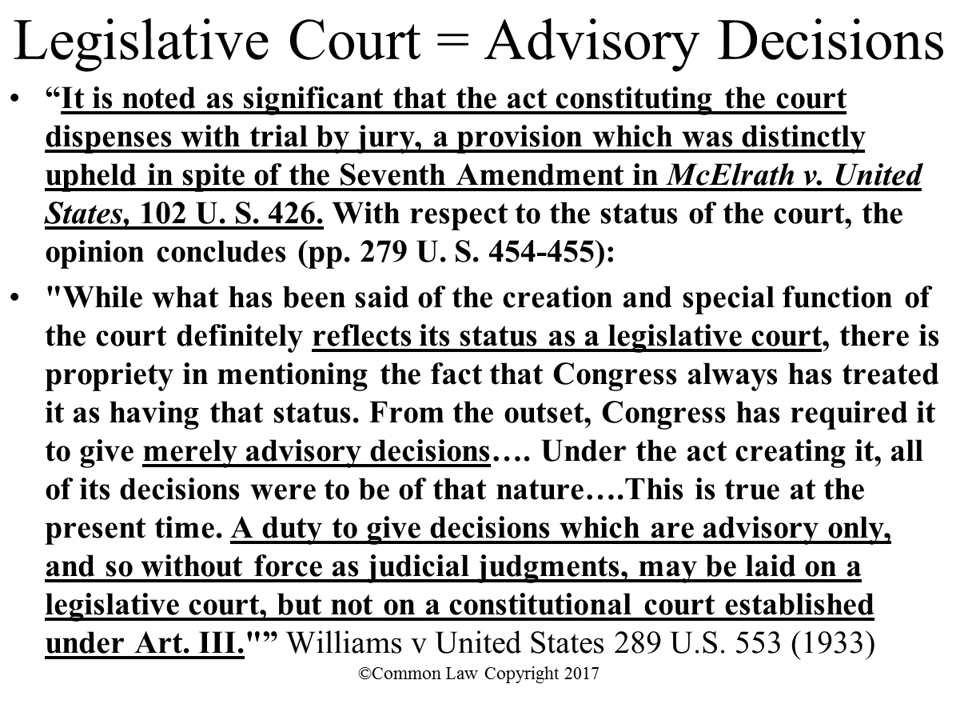 Legislative Court = Advisory Decisions
• “It is noted as significant that the act constituting the court
dispenses with trial by jury, a provision which was distinctly
upheld in spite of the Seventh Amendment in McElrath v. United
States, 102 U. S. 426. With respect to the status of the court, the
opinion concludes (pp. 279 U. S. 454-455):
• "While what has been said of the creation and special function of
the court definitely reflects its status as a legislative court, there is
propriety in mentioning the fact that Congress always has treated
it as having that status. From the outset, Congress has required it
to give merely advisory decisions…. Under the act creating it, all
of its decisions were to be of that nature….This is true at the
present time. A duty to give decisions which are advisory only,
and so without force as judicial judgments, may be laid on a
legislative court, but not on a constitutional court established
under Art. III."” Williams v United States 289 U.S. 553 (1933)
©Common Law Copyright 2017